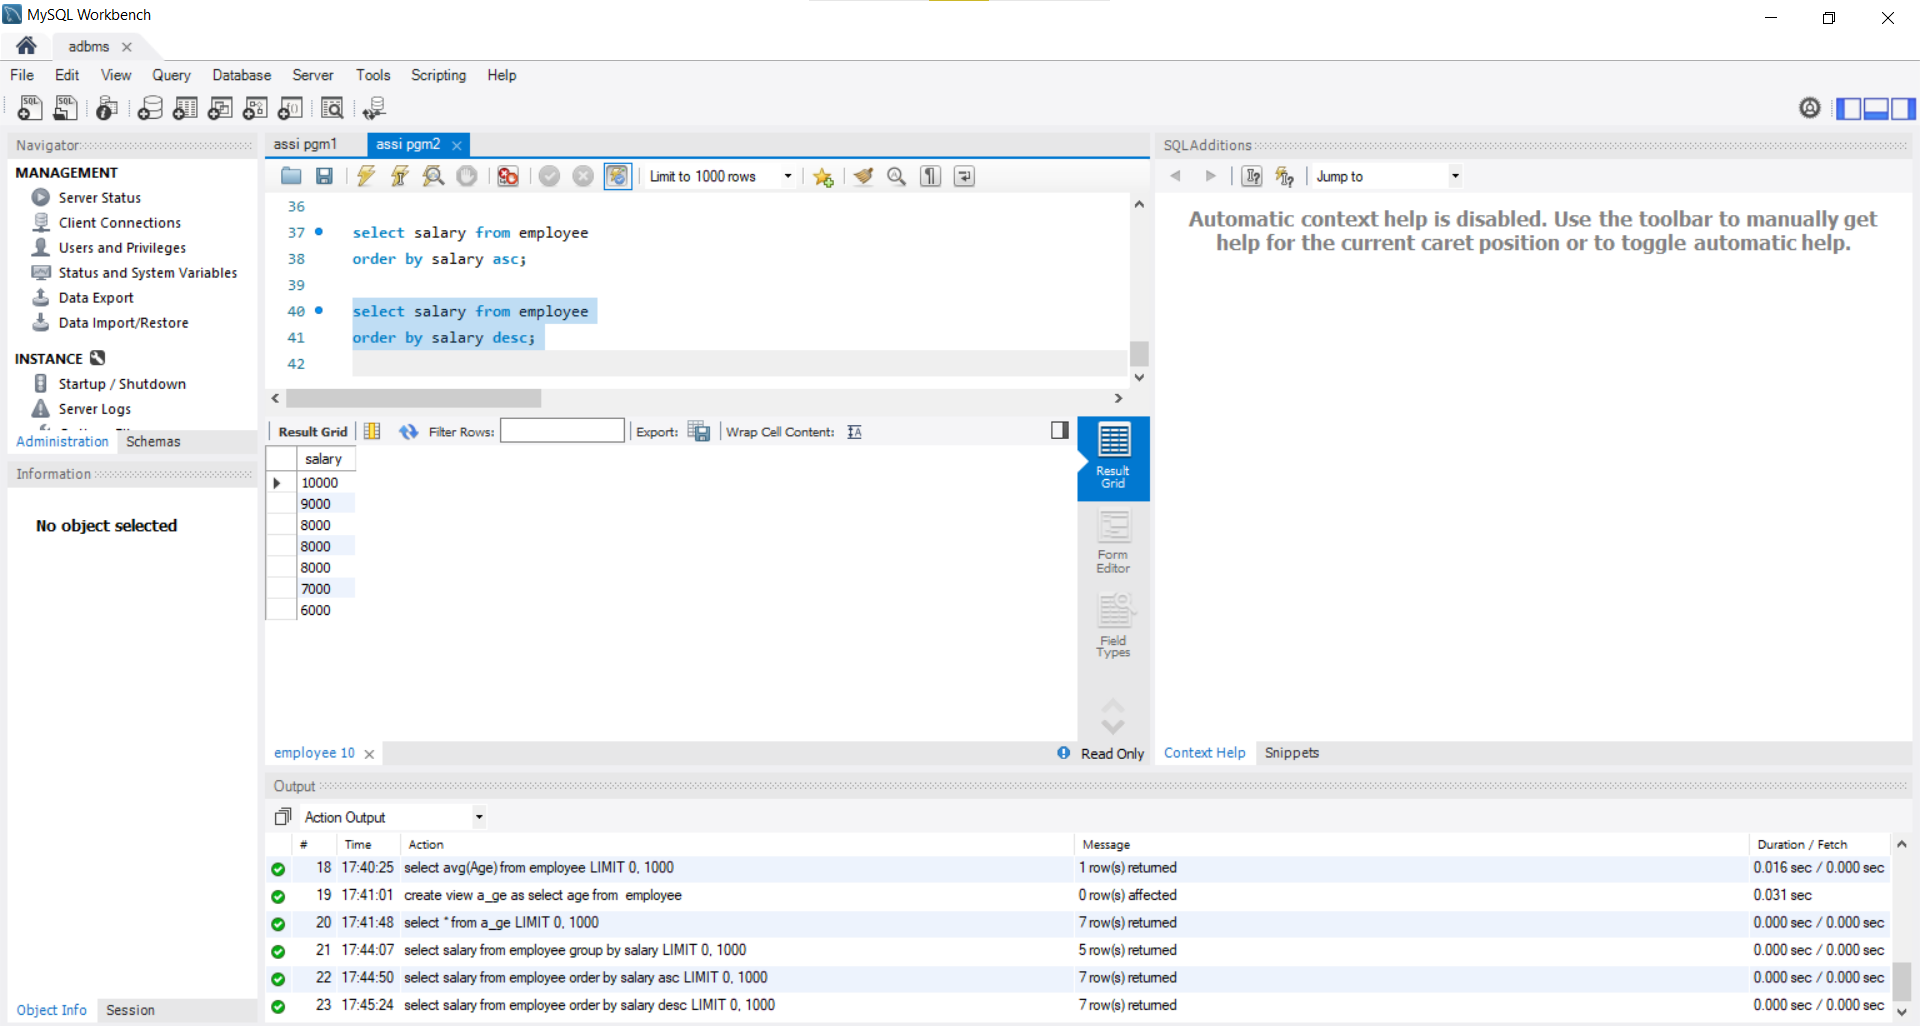 MySQL Workbench
adbms
File Edit View Query Database Server Tools Scripting Help
Navigator
MANAGEMENT
Server Status
Client Connections
Users and Privileges
Status and System Variables
Data Export
Data Import/Restore
INSTANCE
Startup / Shutdown
Server Logs
Administration Schemas
Information
No object selected
Object Info Session
assi pgm1 assi pgm2
Limit to 1000 rows
36
37 select salary from employee
38 order by salary asc;
39
40 select salary from employee
41 order by salary desc;
42
Result Grid Filter Rows: Export: Wrap Cell Content:
salary
10000
9000
8000
8000
8000
7000
6000
Result
Grid
Form
Editor
Field
Types
employee 10 Read Only
SQLAdditions
Jump to
Automatic context help is disabled. Use the toolbar to manually get
help for the current caret position or to toggle automatic help.
Context Help Snippets
Output
Action Output
# Time Action Message Duration / Fetch
18 17:40:25 select avg(Age) from employee LIMIT 0, 1000 1 row(s) returned 0.016 sec / 0.000 sec
19 17:41:01 create view a_ge as select age from employee 0 row(s) affected 0.031 sec
20 17:41:48 select * from a_ge LIMIT 0, 1000 7 row(s) returned 0.000 sec / 0.000 sec
21 17:44:07 select salary from employee group by salary LIMIT 0, 1000 5 row(s) returned 0.000 sec / 0.000 sec
22 17:44:50 select salary from employee order by salary asc LIMIT 0, 1000 7 row(s) returned 0.000 sec / 0.000 sec
23 17:45:24 select salary from employee order by salary desc LIMIT 0, 1000 7 row(s) returned 0.000 sec / 0.000 sec